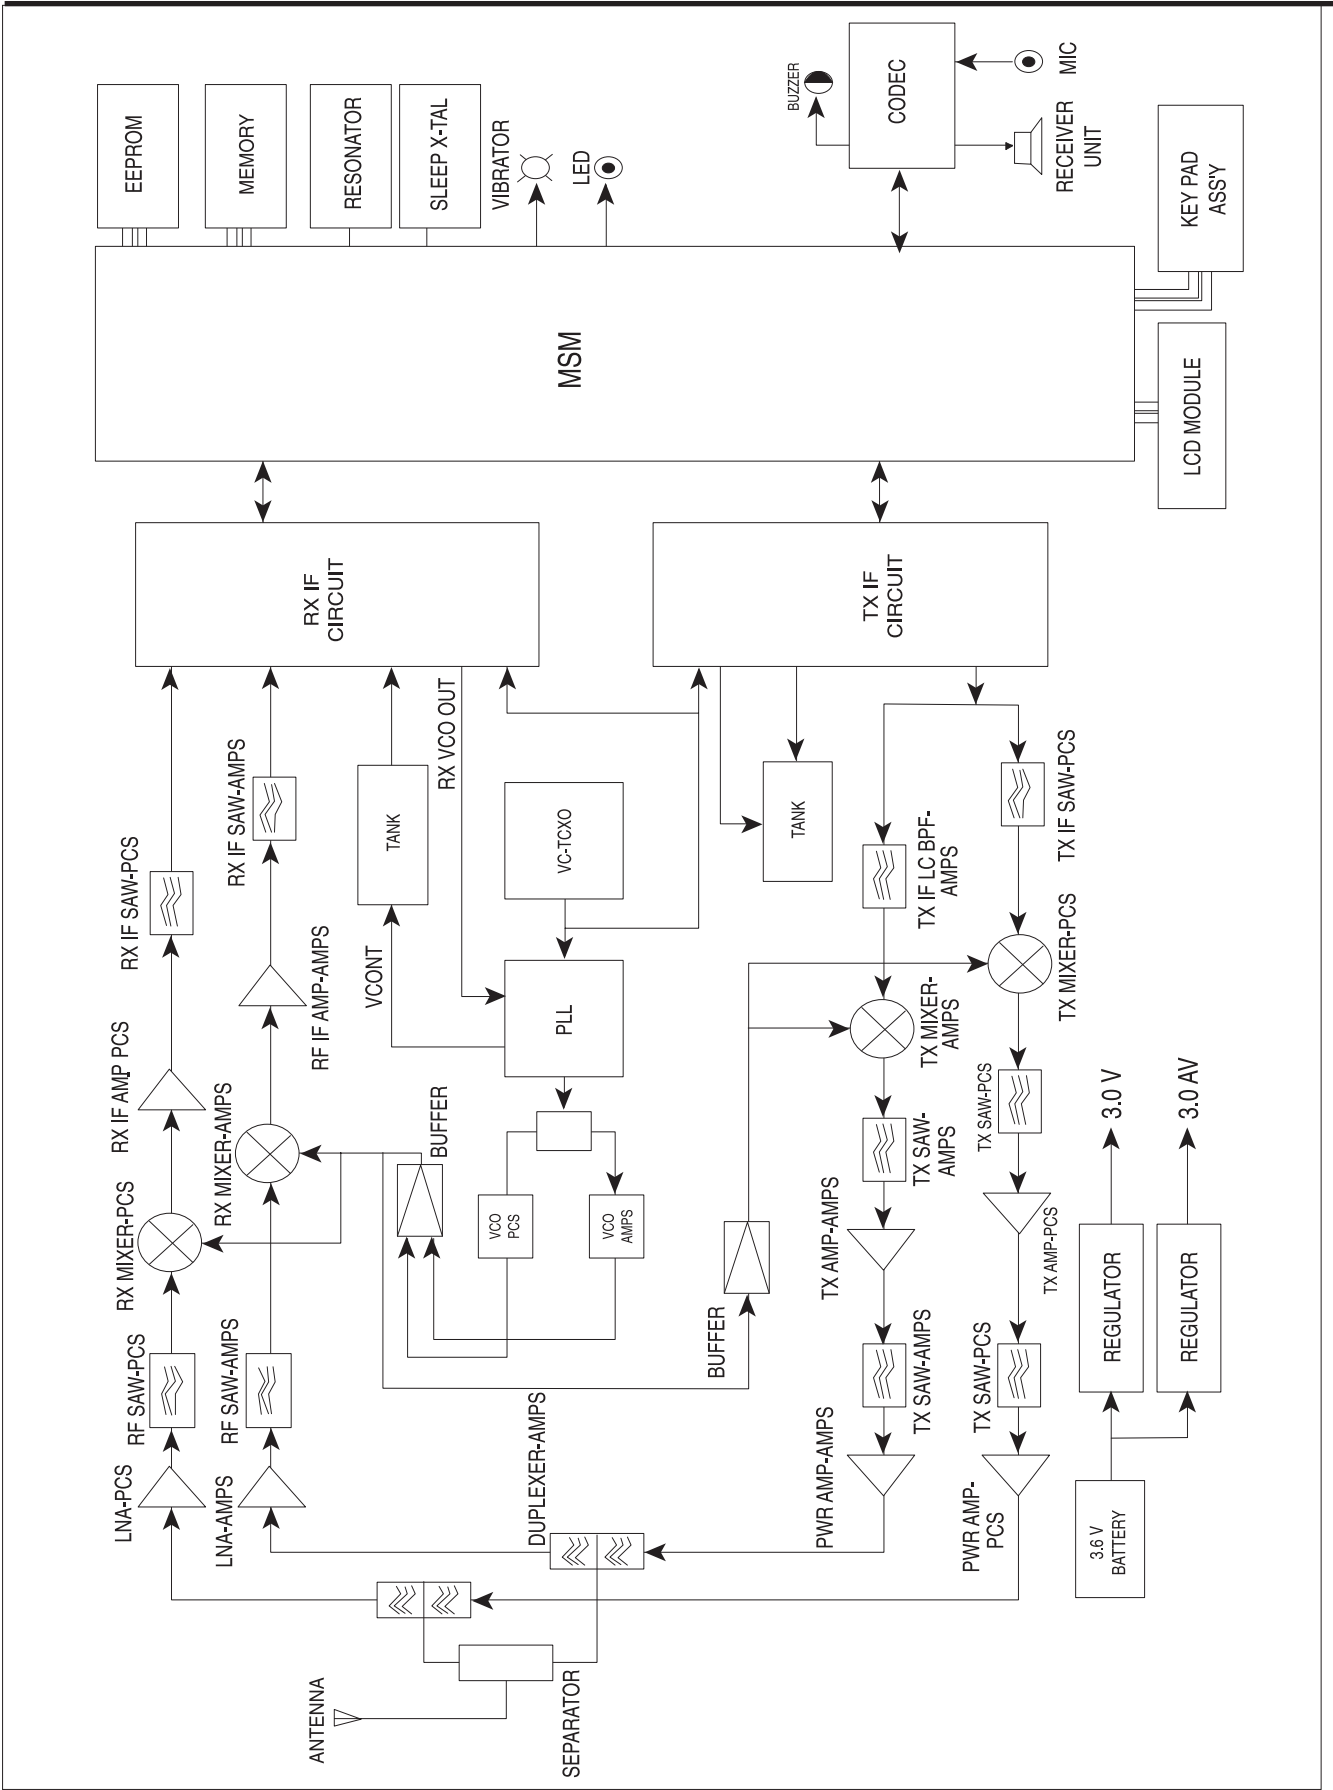 EEPROM
MEMORY
RESONATOR
SLEEP X-TAL
VIBRATOR
LED
BUZZER
CODEC
MIC
RECEIVER
UNIT
KEY PAD
ASS'Y
MSM
LCD MODULE
RX IF
CIRCUIT
TX IF
CIRCUIT
RX IF SAW-PCS
RX IF SAW-AMPS
TANK
RX VCO OUT
VC-TCXO
TANK
TX IF LC BPF-
AMPS
TX IF SAW-PCS
RX IF AMP PCS
RF IF AMP-AMPS
VCONT
PLL
TX MIXER-
AMPS
TX MIXER-PCS
RX MIXER-PCS
RX MIXER-AMPS
BUFFER
VCO
PCS
VCO
AMPS
TX SAW-
AMPS
TX SAW-PCS
3.0 V
3.0 AV
RF SAW-PCS
RF SAW-AMPS
BUFFER
TX AMP-AMPS
TX AMP-PCS
REGULATOR
REGULATOR
LNA-PCS
LNA-AMPS
DUPLEXER-AMPS
TX SAW-AMPS
TX SAW-PCS
PWR AMP-AMPS
PWR AMP-
PCS
3.6 V
BATTERY
ANTENNA
SEPARATOR